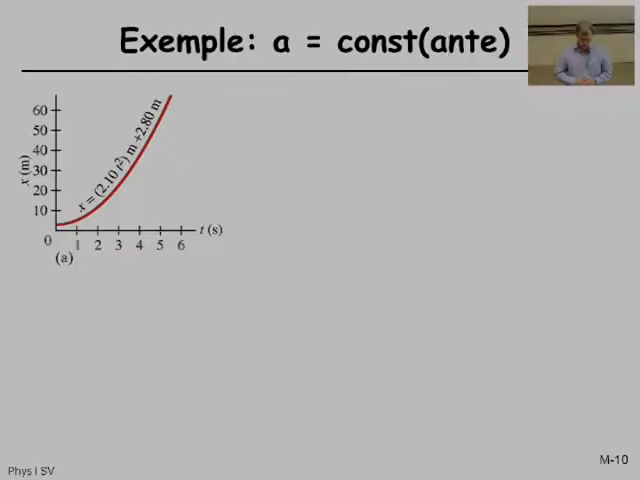 Exemple: a = const(ante)
x (m)
60
50
40
30
20
10
0
x = (2.10 t²) m + 2.80 m
1 2 3 4 5 6
t (s)
(a)
Phys I SV
M-10